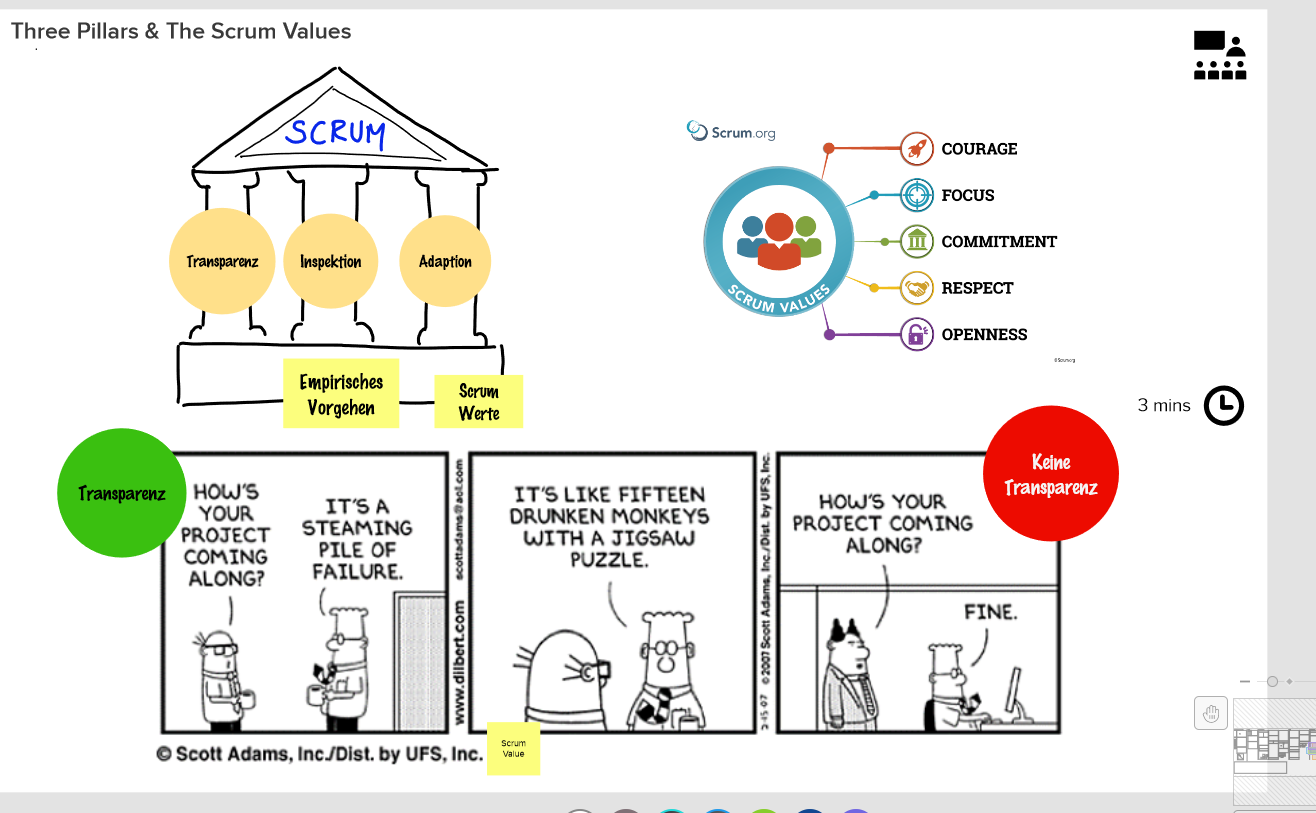 Three Pillars & The Scrum Values
SCRUM
Transparenz
Inspektion
Adaption
Empirisches
Vorgehen
Scrum
Werte
Scrum.org
SCRUM VALUES
COURAGE
FOCUS
COMMITMENT
RESPECT
OPENNESS
©Scrum.org
3 mins
Transparenz
HOW'S
YOUR
PROJECT
COMING
ALONG?
IT'S A
STEAMING
PILE OF
FAILURE.
www.dilbert.com scottadams@aol.com
IT'S LIKE FIFTEEN
DRUNKEN MONKEYS
WITH A JIGSAW
PUZZLE.
2-15-07 ©2007 Scott Adams, Inc./Dist. by UFS, Inc.
HOW'S YOUR
PROJECT COMING
ALONG?
FINE.
Keine
Transparenz
© Scott Adams, Inc./Dist. by UFS, Inc.
Scrum
Value